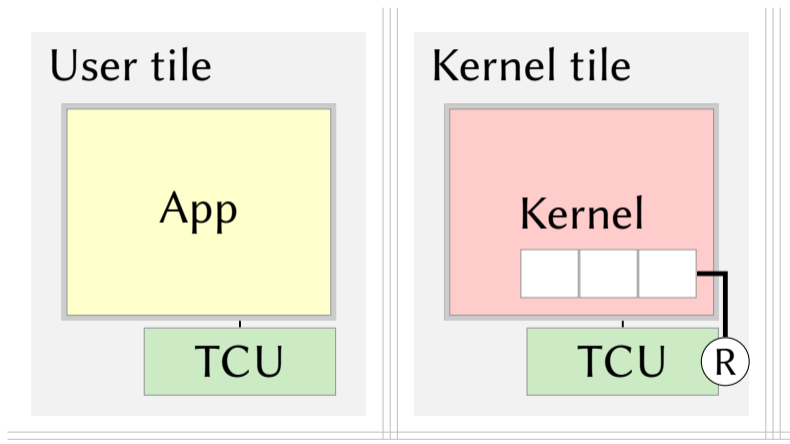 User tile
App
TCU
Kernel tile
Kernel
TCU
R